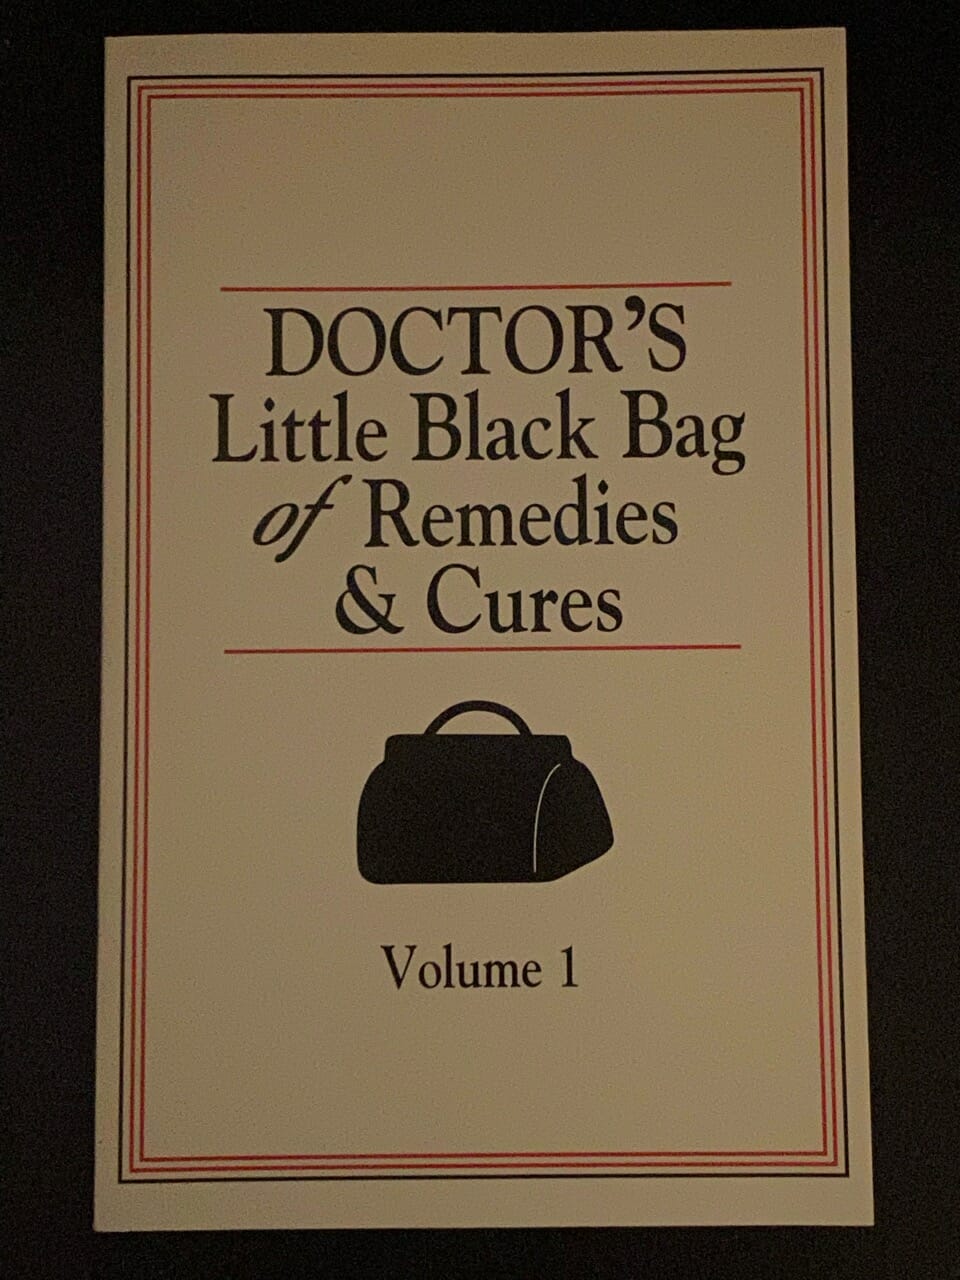 DOCTOR’S
Little Black Bag
of Remedies
& Cures
Volume 1